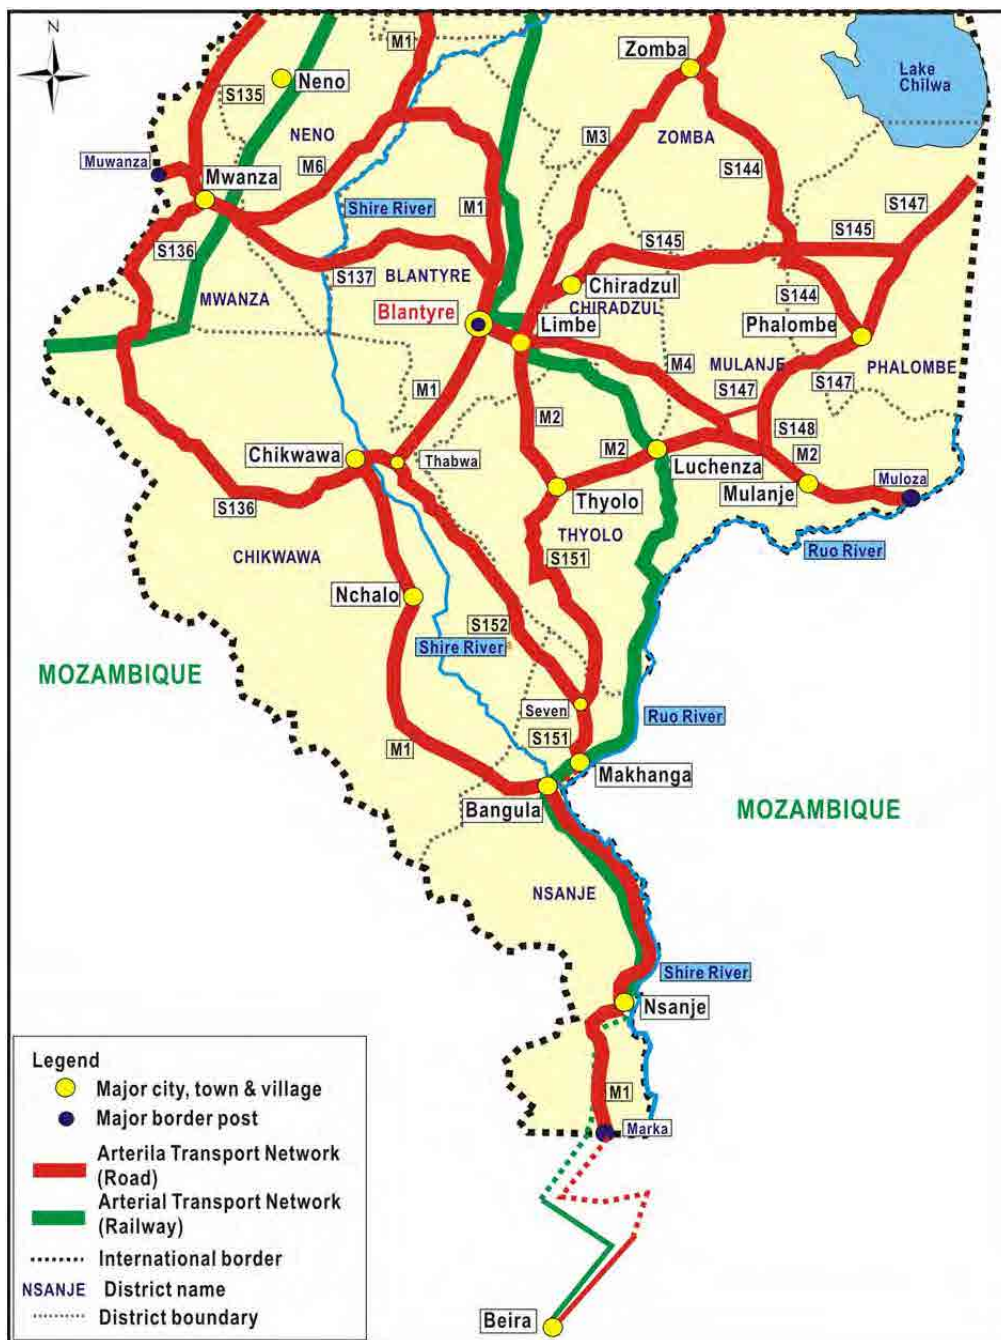 N
M1
Zomba
Lake
Chilwa
S135
Neno
NENO
M3
ZOMBA
Muwanza
Mwanza
M6
S144
S147
Shire River
M1
S136
S137
BLANTYRE
S145
S145
MWANZA
Chiradzul
CHIRADZUL
S144
Blantyre
Limbe
Phalombe
M4
MULANJE
PHALOMBE
S147
S147
M1
M2
S148
Chikwawa
Thabwa
M2
Luchenza
M2
Mulanje
Muloza
S136
Thyolo
THYOLO
CHIKWAWA
S151
Ruo River
Nchalo
S152
Shire River
MOZAMBIQUE
Seven
Ruo River
S151
M1
Makhanga
Bangula
MOZAMBIQUE
NSANJE
Shire River
Nsanje
M1
Marka
Legend
Major city, town & village
Major border post
Arterila Transport Network
(Road)
Arterial Transport Network
(Railway)
International border
NSANJE District name
District boundary
Beira